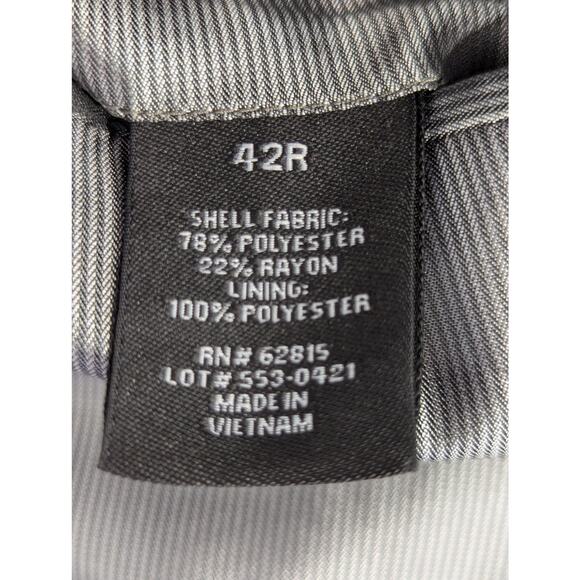 42R
SHELL FABRIC:
78% POLYESTER
22% RAYON
LINING:
100% POLYESTER
RN# 62815
LOT# 553-0421
MADE IN
VIETNAM